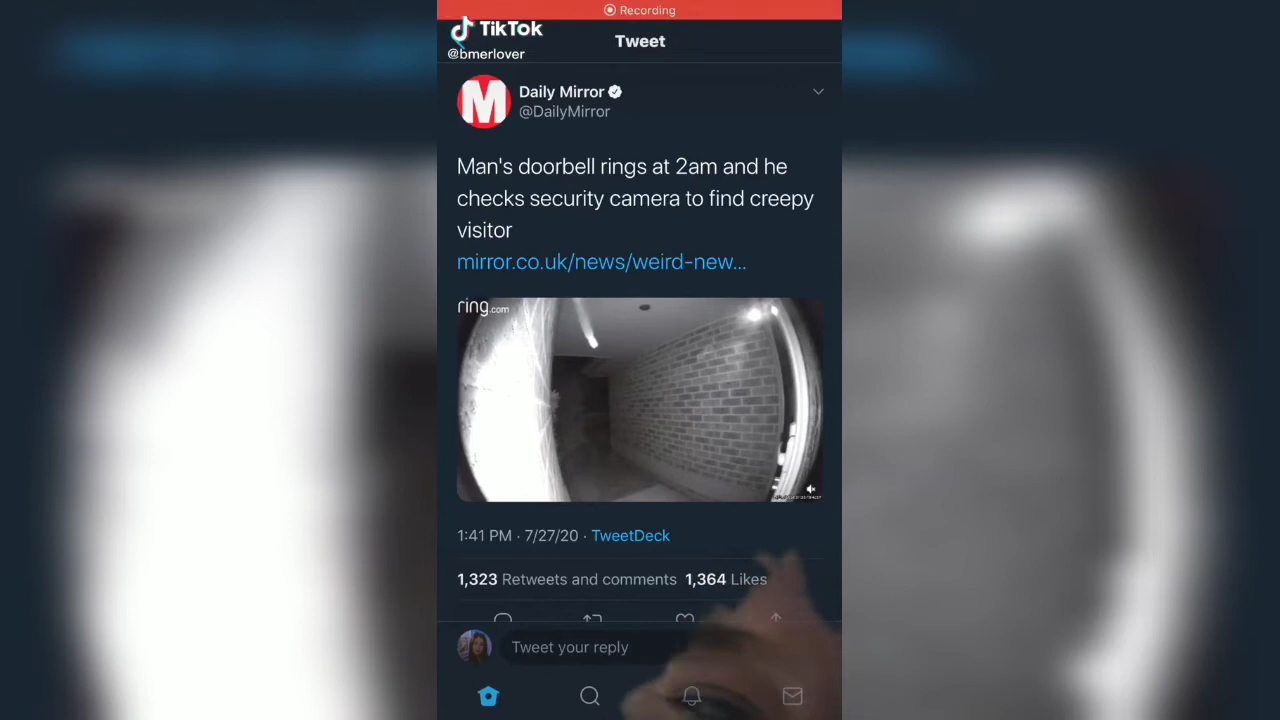 Recording
TikTok
@bmerlover
Tweet
Daily Mirror
@DailyMirror
Man's doorbell rings at 2am and he
checks security camera to find creepy
visitor
mirror.co.uk/news/weird-new...
ring.com
1:41 PM · 7/27/20 · TweetDeck
1,323 Retweets and comments 1,364 Likes
Tweet your reply